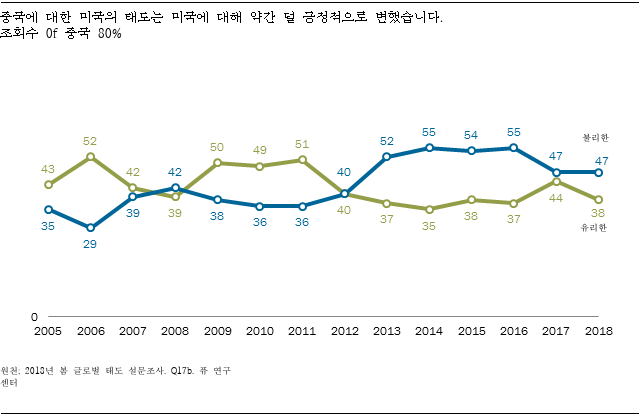 중국에 대한 미국의 태도는 미국에 대해 약간 덜 긍정적으로 변했습니다.
조회수 Of 중국 80%
불리한
43 52 42 42 50 49 51 40 52 55 54 55 47 47
35 29 39 39 38 36 36 40 37 35 38 37 44 38
유리한
0
2005 2006 2007 2008 2009 2010 2011 2012 2013 2014 2015 2016 2017 2018
원천; 2018년 봄 글로벌 태도 설문조사. Q17b. 퓨 연구
센터